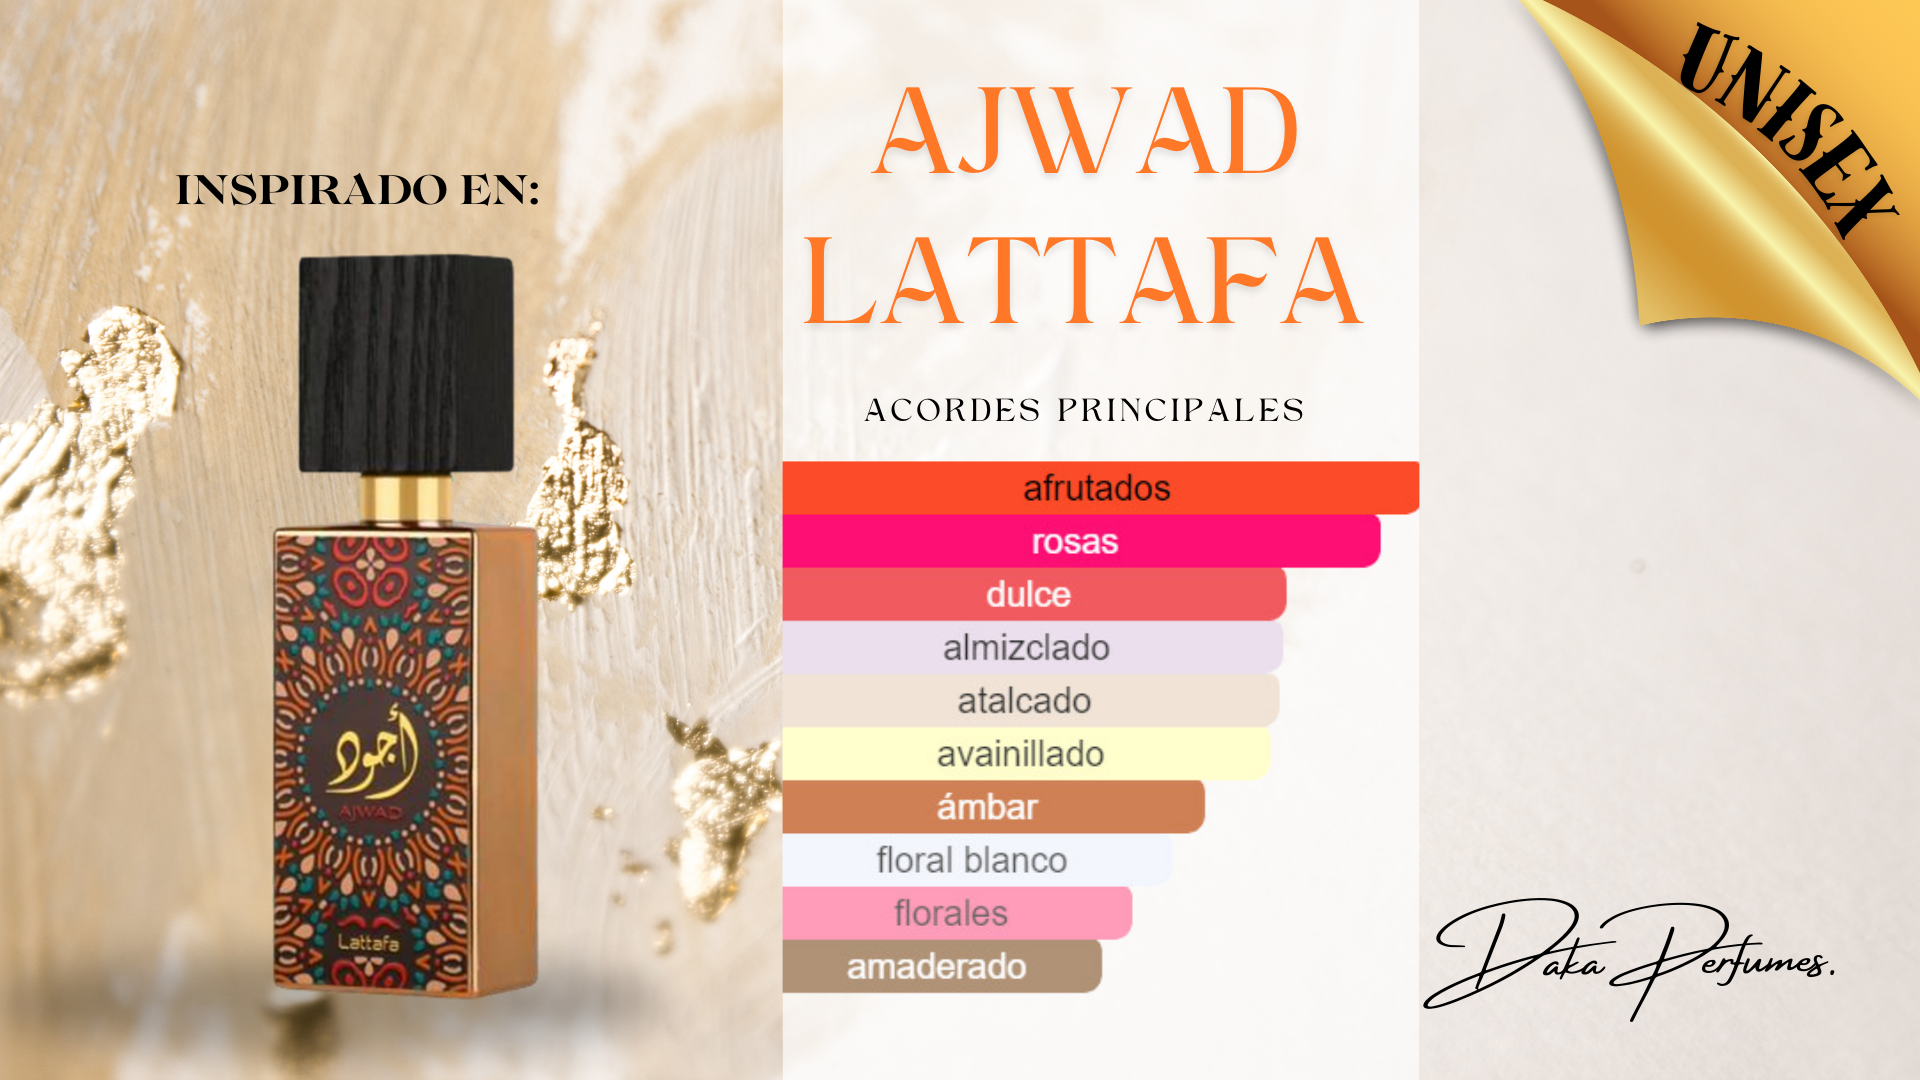 INSPIRADO EN:
أجود
AJWAD
Lattafa
AJWAD
LATTAFA
ACORDES PRINCIPALES
afrutados
rosas
dulce
almizclado
atalcado
avainillado
ámbar
floral blanco
florales
amaderado
UNISEX
Daka Perfumes.